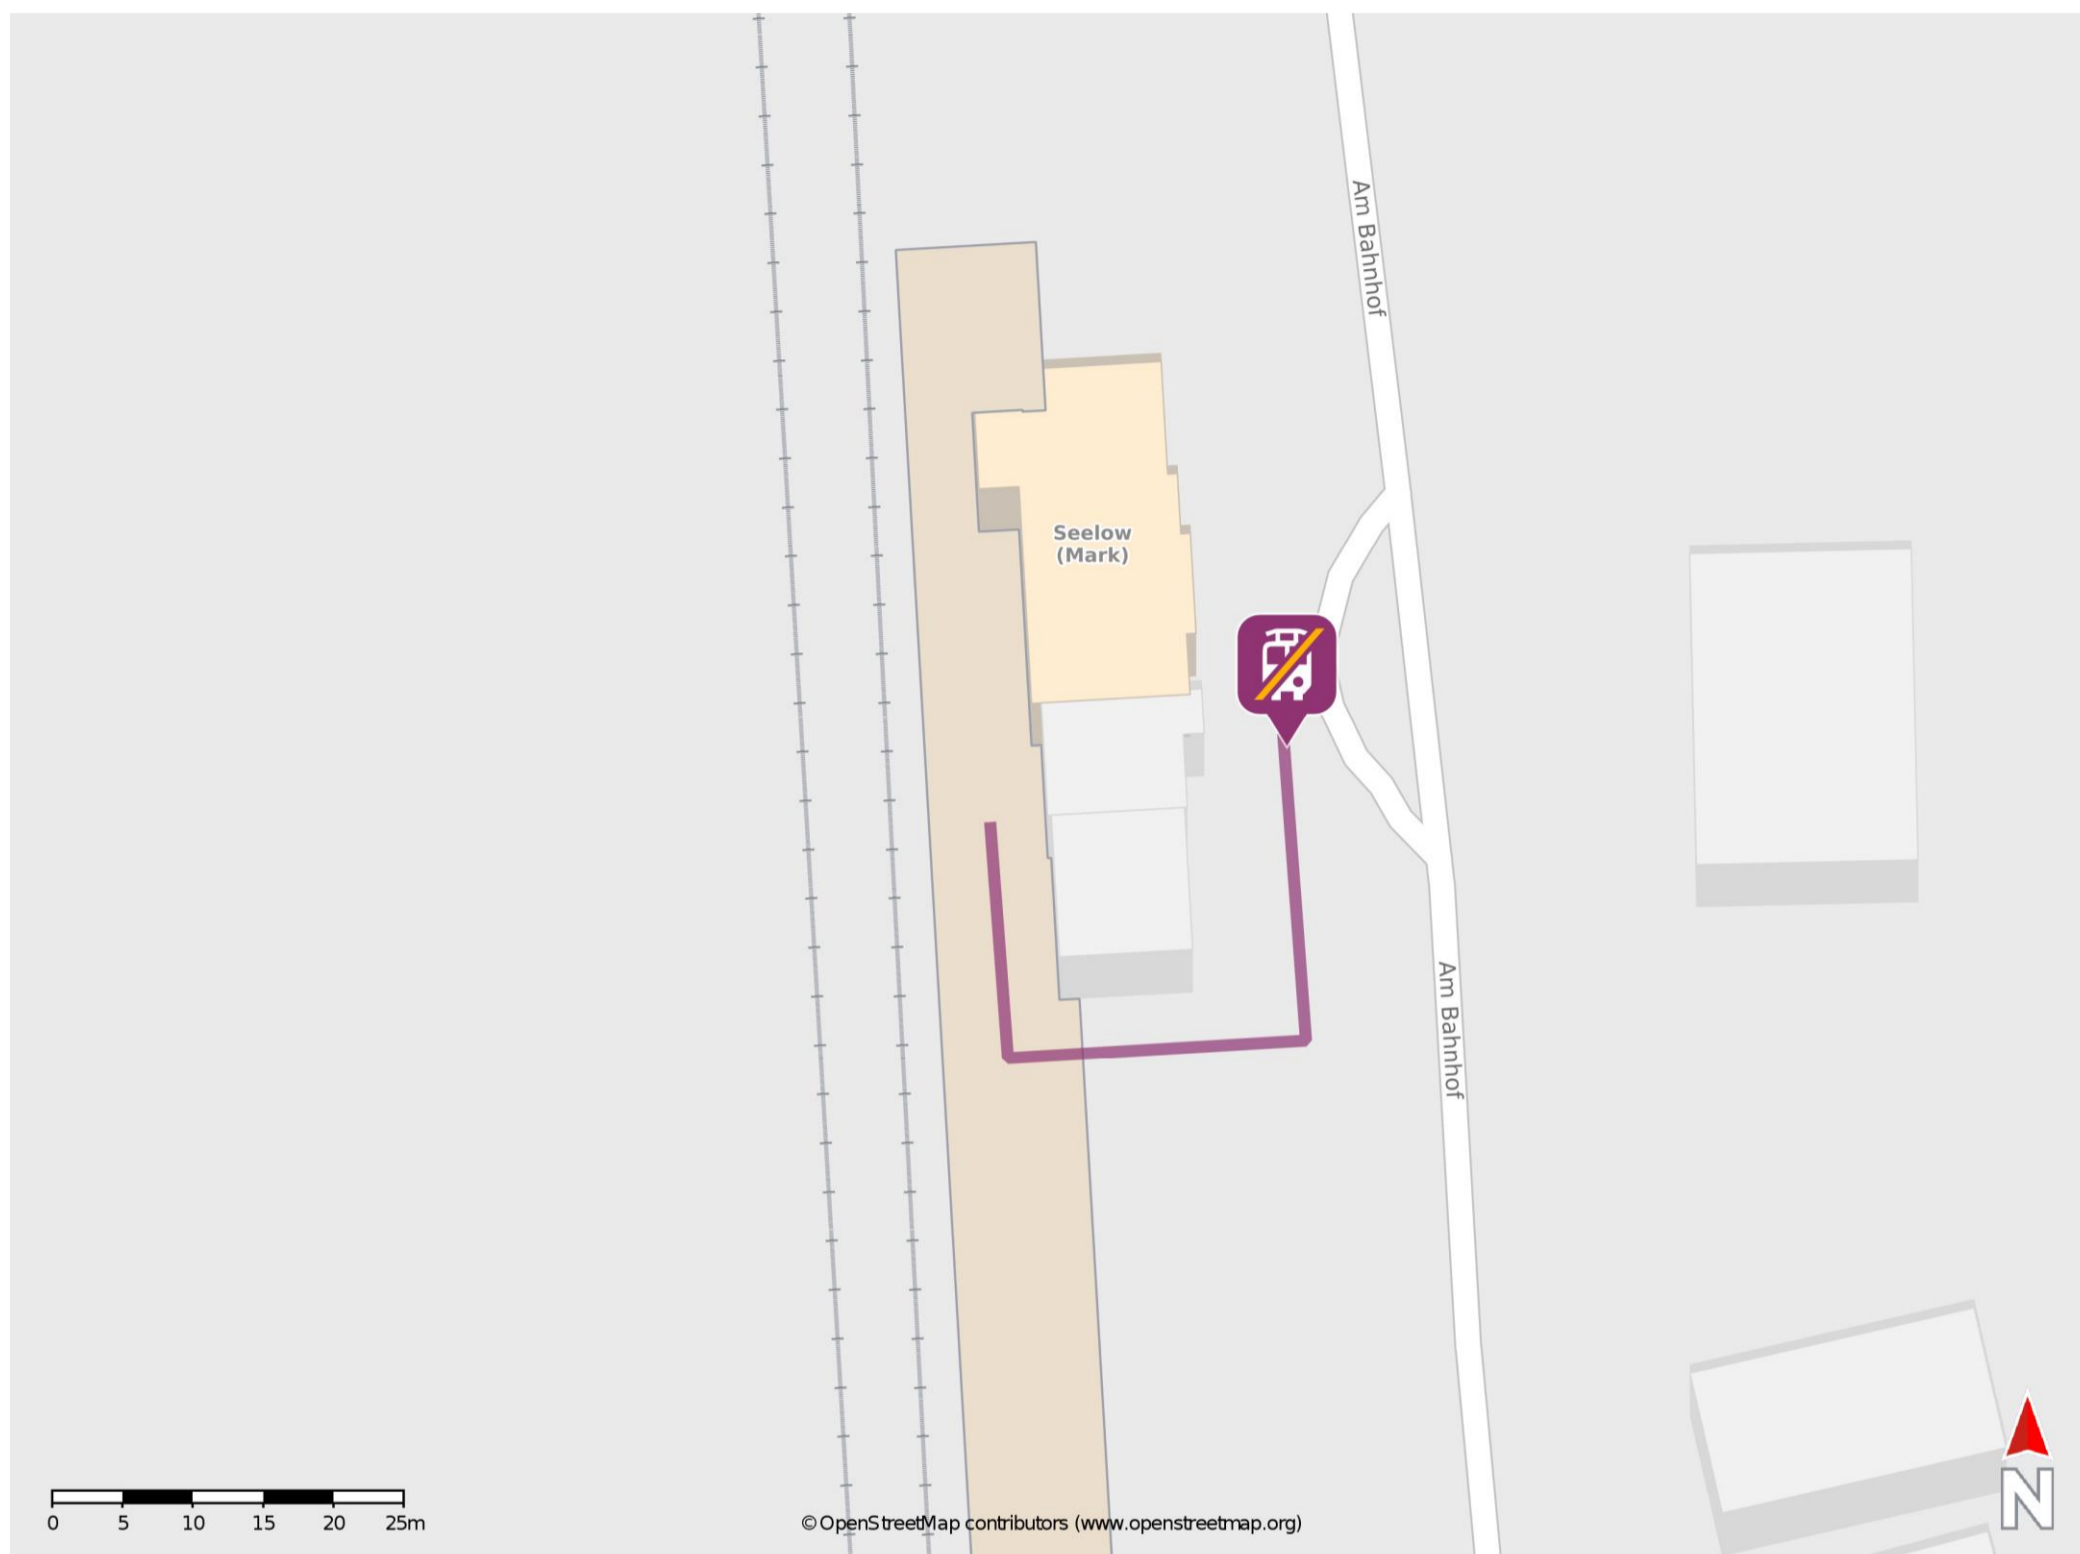 Am Bahnhof
Seelow
(Mark)
Am Bahnhof
0 5 10 15 20 25m
© OpenStreetMap contributors (www.openstreetmap.org)
N